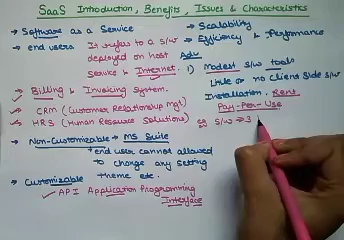 SaaS Introduction, Benefits, Issues & Characteristics
→ Software as a Service
→ end users It refers to a s/w
deployed on host
service & Internet.
→ Billing & Invoicing system.
→ CRM (Customer Relationship mgt)
→ HRS (Human Resource Solutions)
→ Non-Customizable → MS Suite
→ end user cannot allowed
to change any setting
theme etc.
→ Customizable
✓ API Application Programming
Interface
→ Scalability
→ Efficiency & Performance
Adv
1) Modest s/w tools
Little or no client side s/w
Installation. Rent
Pay-Per-Use
eg s/w → 3